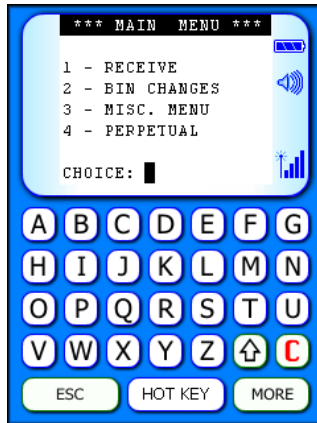 *** MAIN MENU ***
1 - RECEIVE
2 - BIN CHANGES
3 - MISC. MENU
4 - PERPETUAL
CHOICE:
A B C D E F G
H I J K L M N
O P Q R S T U
V W X Y Z C
ESC HOT KEY MORE